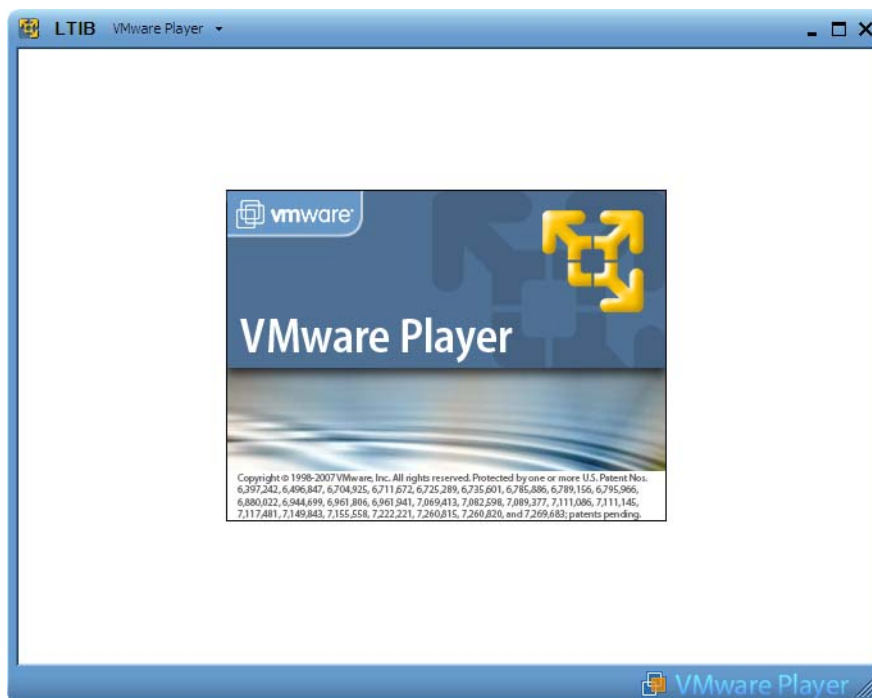 LTIB VMware Player
vmware
VMware Player
Copyright © 1998-2007 VMware, Inc. All rights reserved. Protected by one or more U.S. Patent Nos.
6,397,242, 6,496,847, 6,704,925, 6,711,672, 6,725,289, 6,735,601, 6,785,886, 6,789,156, 6,795,966,
6,880,022, 6,944,699, 6,961,806, 6,961,941, 7,069,413, 7,082,598, 7,089,377, 7,111,086, 7,111,145,
7,117,481, 7,149,843, 7,155,558, 7,222,221, 7,260,815, 7,260,820, and 7,269,683; patents pending.
VMware Player